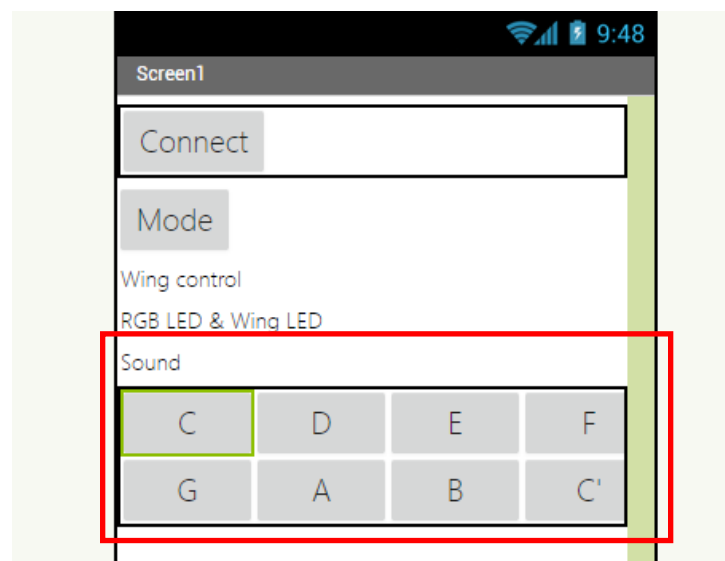 9:48
Screen1
Connect
Mode
Wing control
RGB LED & Wing LED
Sound
C D E F
G A B C'